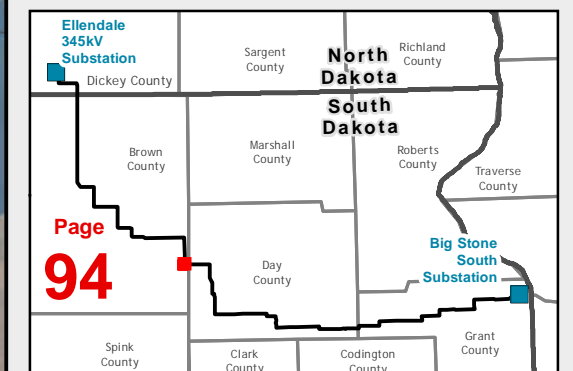 Ellendale
345kV
Substation
Dickey County
Sargent
County
North
Dakota
Richland
County
South
Dakota
Brown
County
Marshall
County
Roberts
County
Traverse
County
Page
94
Day
County
Big Stone
South
Substation
Spink
County
Clark
County
Codington
County
Grant
County